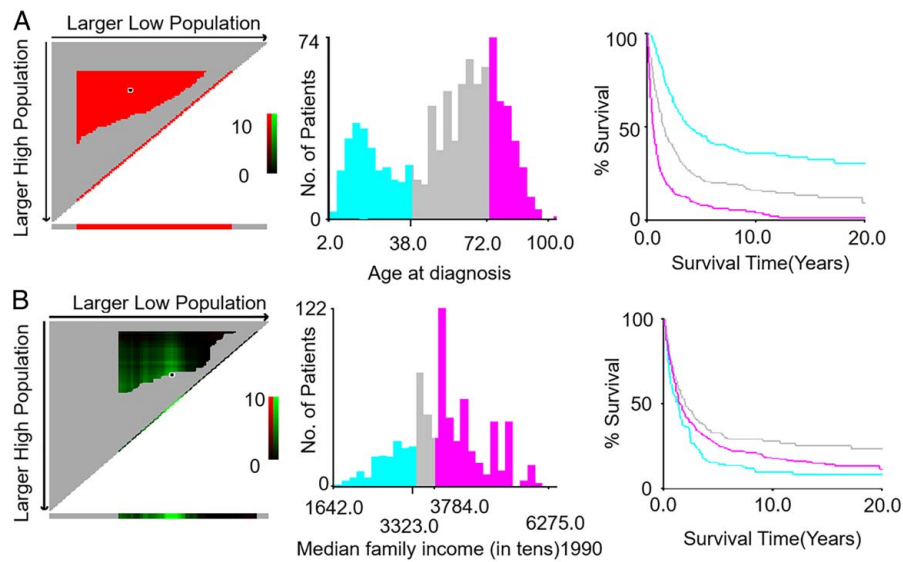 A
Larger Low Population
Larger High Population
10
0
74
No. of Patients
0
2.0 38.0 72.0 100.0
Age at diagnosis
100
% Survival
50
0
0.0 10.0 20.0
Survival Time(Years)
B
Larger Low Population
Larger High Population
10
0
122
No. of Patients
0
1642.0 3784.0
3323.0 6275.0
Median family income (in tens)1990
100
% Survival
50
0
0.0 10.0 20.0
Survival Time(Years)